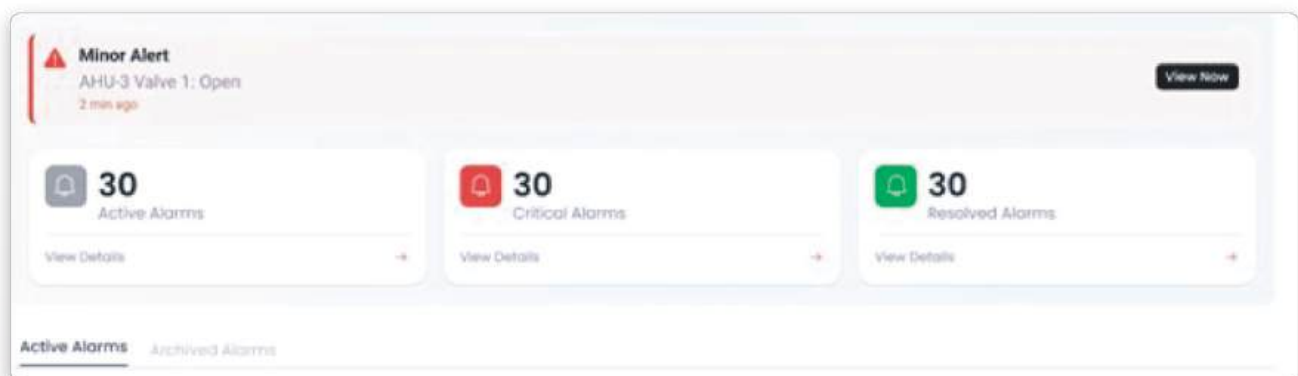 Minor Alert
AHU-3 Valve 1: Open
2 min ago
View Now
30
Active Alarms
View Details
30
Critical Alarms
View Details
30
Resolved Alarms
View Details
Active Alarms
Archived Alarms